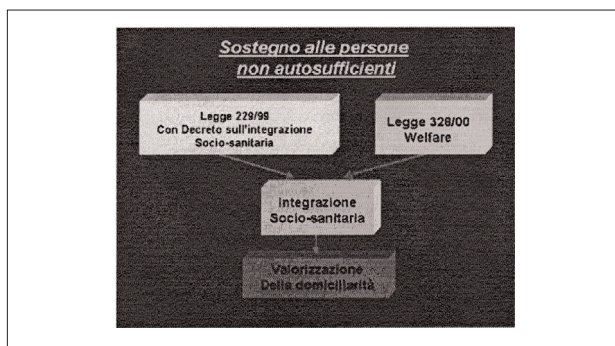 Sostegno alle persone
non autosufficienti
Legge 229/99
Con Decreto sull'integrazione
Socio-sanitaria
Legge 328/00
Welfare
Integrazione
Socio-sanitaria
Valorizzazione
Della domiciliarità